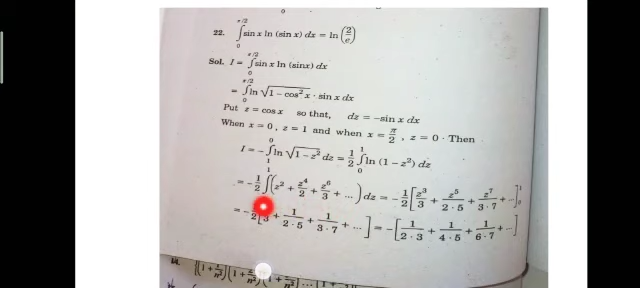 22. ∫₀^{π/2} sin x ln (sin x) dx = ln (2/e)
Sol. I = ∫₀^{π/2} sin x ln (sinx) dx
= ∫₀^{π/2} ln √(1 − cos² x) · sin x dx
Put z = cos x so that, dz = −sin x dx
When x = 0, z = 1 and when x = π/2, z = 0 · Then
I = − ∫₁⁰ ln √(1 − z²) dz = 1/2 ∫₀¹ ln (1 − z²) dz
= − 1/2 ∫ (z² + z⁴/2 + z⁶/3 + ...) dz = − 1/2 [z³/3 + z⁵/2·5 + z⁷/3·7 + ...]₀¹
= − 1/2 [1/3 + 1/2·5 + 1/3·7 + ...] = − [1/2·3 + 1/4·5 + 1/6·7 + ...]